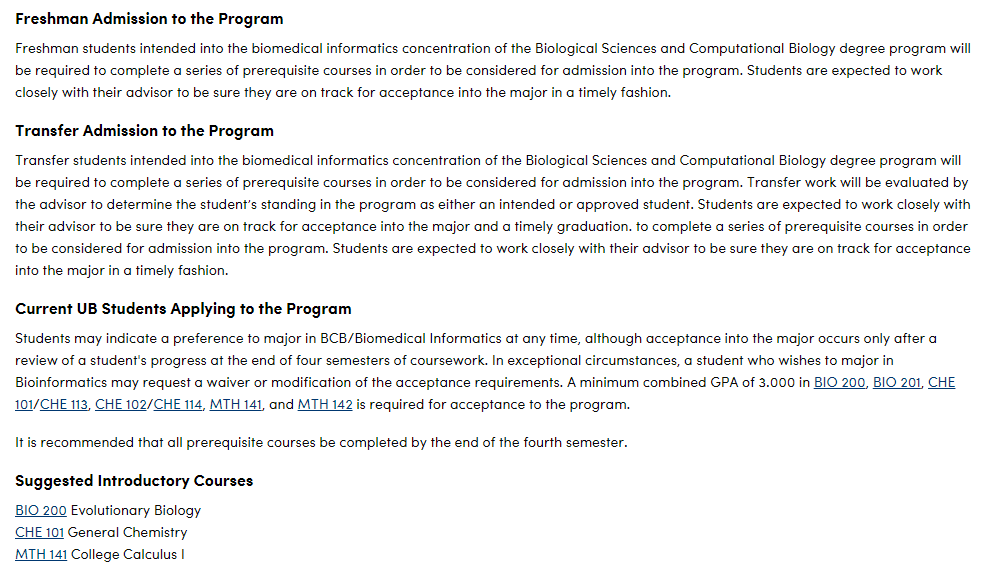 Freshman Admission to the Program
Freshman students intended into the biomedical informatics concentration of the Biological Sciences and Computational Biology degree program will
be required to complete a series of prerequisite courses in order to be considered for admission into the program. Students are expected to work
closely with their advisor to be sure they are on track for acceptance into the major in a timely fashion.
Transfer Admission to the Program
Transfer students intended into the biomedical informatics concentration of the Biological Sciences and Computational Biology degree program will
be required to complete a series of prerequisite courses in order to be considered for admission into the program. Transfer work will be evaluated by
the advisor to determine the student's standing in the program as either an intended or approved student. Students are expected to work closely with
their advisor to be sure they are on track for acceptance into the major and a timely graduation. to complete a series of prerequisite courses in order
to be considered for admission into the program. Students are expected to work closely with their advisor to be sure they are on track for acceptance
into the major in a timely fashion.
Current UB Students Applying to the Program
Students may indicate a preference to major in BCB/Biomedical Informatics at any time, although acceptance into the major occurs only after a
review of a student's progress at the end of four semesters of coursework. In exceptional circumstances, a student who wishes to major in
Bioinformatics may request a waiver or modification of the acceptance requirements. A minimum combined GPA of 3.000 in BIO 200, BIO 201, CHE
101/CHE 113, CHE 102/CHE 114, MTH 141, and MTH 142 is required for acceptance to the program.
It is recommended that all prerequisite courses be completed by the end of the fourth semester.
Suggested Introductory Courses
BIO 200 Evolutionary Biology
CHE 101 General Chemistry
MTH 141 College Calculus I